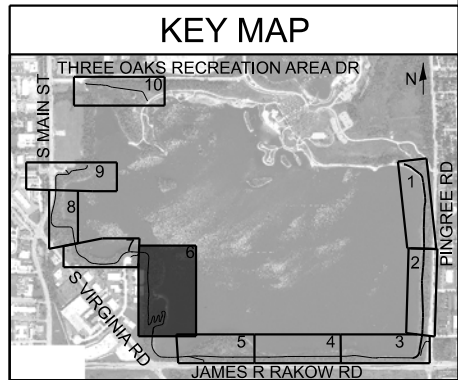 KEY MAP
THREE OAKS RECREATION AREA DR
N
10
S MAIN ST
9
1
8
PINGREE RD
6
2
S VIRGINIA RD
5
4
3
JAMES R RAKOW RD